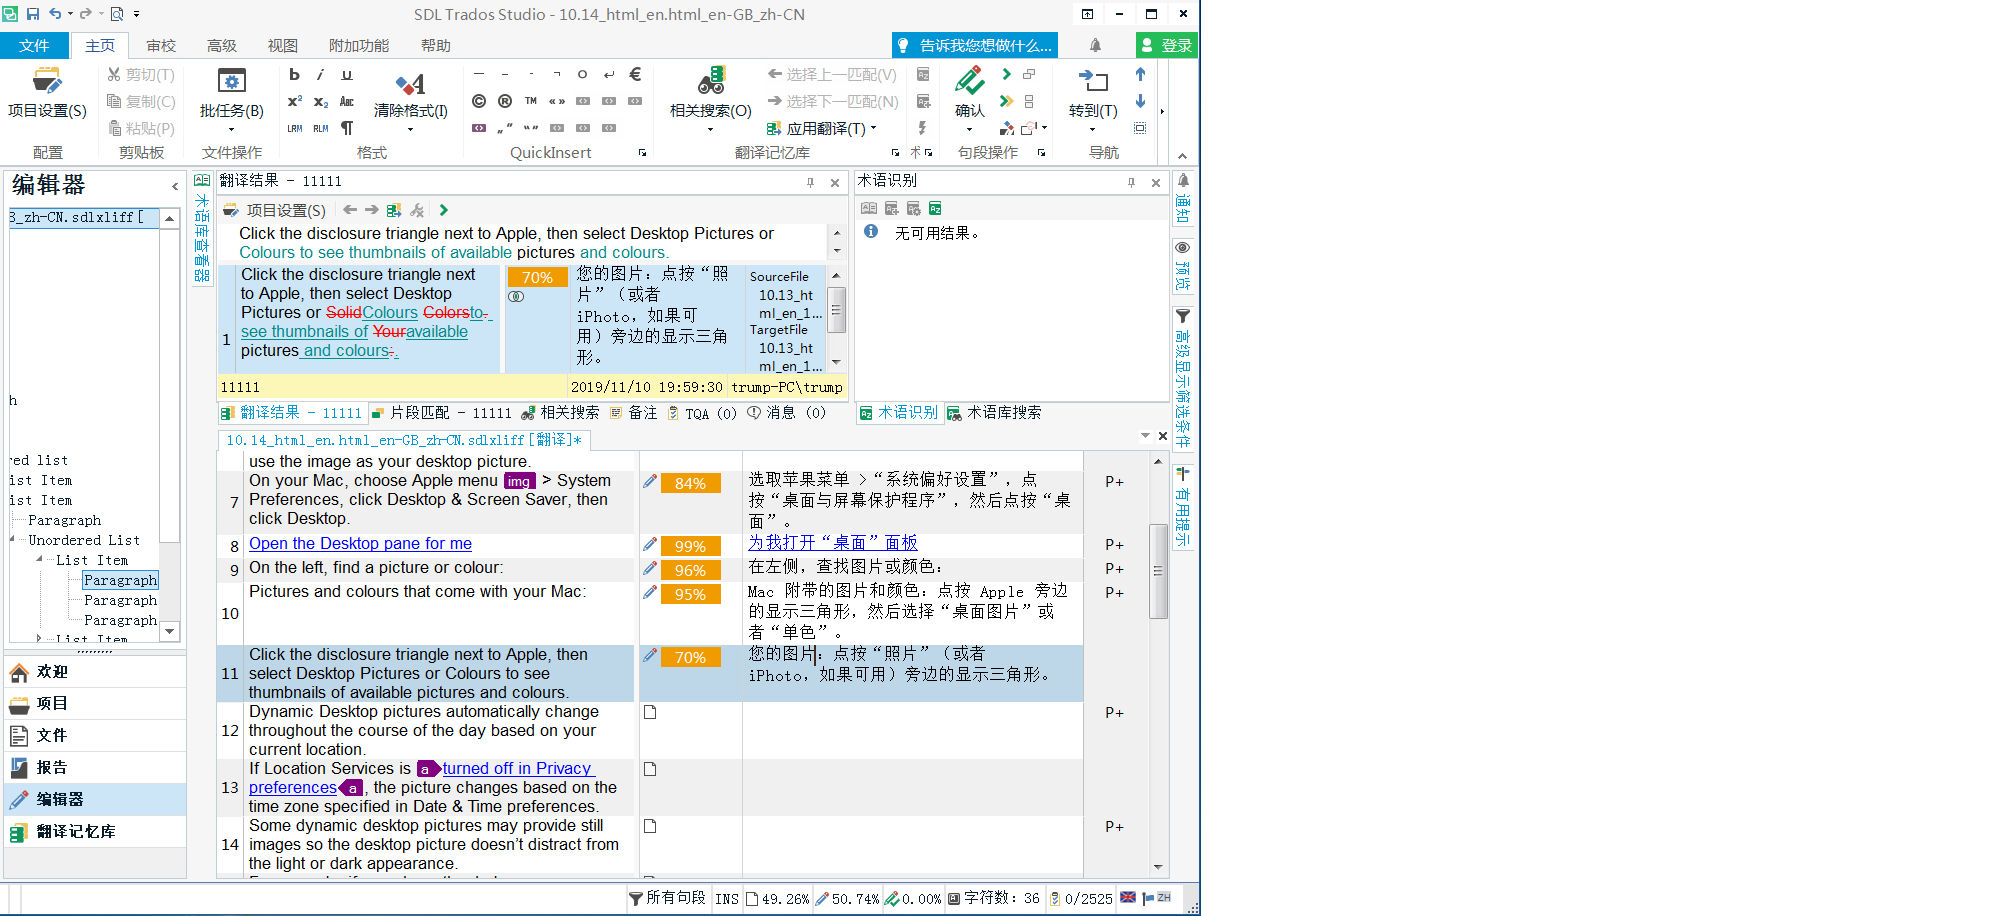 SDL Trados Studio - 10.14_html_en.html_en-GB_zh-CN
文件 主页 审校 高级 视图 附加功能 帮助 告诉我您想做什么... 登录
项目设置(S)
剪切(T)
复制(C)
粘贴(P)
批任务(B)
清除格式(I)
相关搜索(O)
选择上一匹配(V)
选择下一匹配(N)
应用翻译(T)
确认
转到(T)
配置 剪贴板 文件操作 格式 QuickInsert 翻译记忆库 术 句段操作 导航
编辑器
B_zh-CN.sdlxliff [
h
red list
ist Item
ist Item
Paragraph
Unordered List
List Item
Paragraph
Paragraph
Paragraph
List Item
欢迎
项目
文件
报告
编辑器
翻译记忆库
术语库查看器
翻译结果 - 11111
项目设置(S)
Click the disclosure triangle next to Apple, then select Desktop Pictures or
Colours to see thumbnails of available pictures and colours.
1
Click the disclosure triangle next
to Apple, then select Desktop
Pictures or SolidColours Colorsto:
see thumbnails of Youravailable
pictures and colours:.
70%
您的图片：点按“照
片”（或者
iPhoto，如果可
用）旁边的显示三角
形。
SourceFile
10.13_ht
ml_en_1...
TargetFile
10.13_ht
ml_en_1...
11111 2019/11/10 19:59:30 trump-PC\trump
翻译结果 - 11111 片段匹配 - 11111 相关搜索 备注 TQA (0) 消息 (0)
术语识别
无可用结果。
术语识别 术语库搜索
通知
预览
高级显示筛选条件
有用提示
10.14_html_en.html_en-GB_zh-CN.sdlxliff [翻译]*
use the image as your desktop picture.
7
On your Mac, choose Apple menu img > System
Preferences, click Desktop & Screen Saver, then
click Desktop.
84%
选取苹果菜单 >“系统偏好设置”，点
按“桌面与屏幕保护程序”，然后点按“桌
面”。
P+
8 Open the Desktop pane for me 99% 为我打开“桌面”面板 P+
9 On the left, find a picture or colour: 96% 在左侧，查找图片或颜色： P+
10 Pictures and colours that come with your Mac: 95%
Mac 附带的图片和颜色：点按 Apple 旁边
的显示三角形，然后选择“桌面图片”或
者“单色”。
P+
11
Click the disclosure triangle next to Apple, then
select Desktop Pictures or Colours to see
thumbnails of available pictures and colours.
70%
您的图片：点按“照片”（或者
iPhoto，如果可用）旁边的显示三角形。
12
Dynamic Desktop pictures automatically change
throughout the course of the day based on your
current location.
P+
13
If Location Services is a turned off in Privacy
preferences a , the picture changes based on the
time zone specified in Date & Time preferences.
14
Some dynamic desktop pictures may provide still
images so the desktop picture doesn’t distract from
the light or dark appearance.
P+
所有句段 INS 49.26% 50.74% 0.00% 字符数: 36 0/2525 ZH